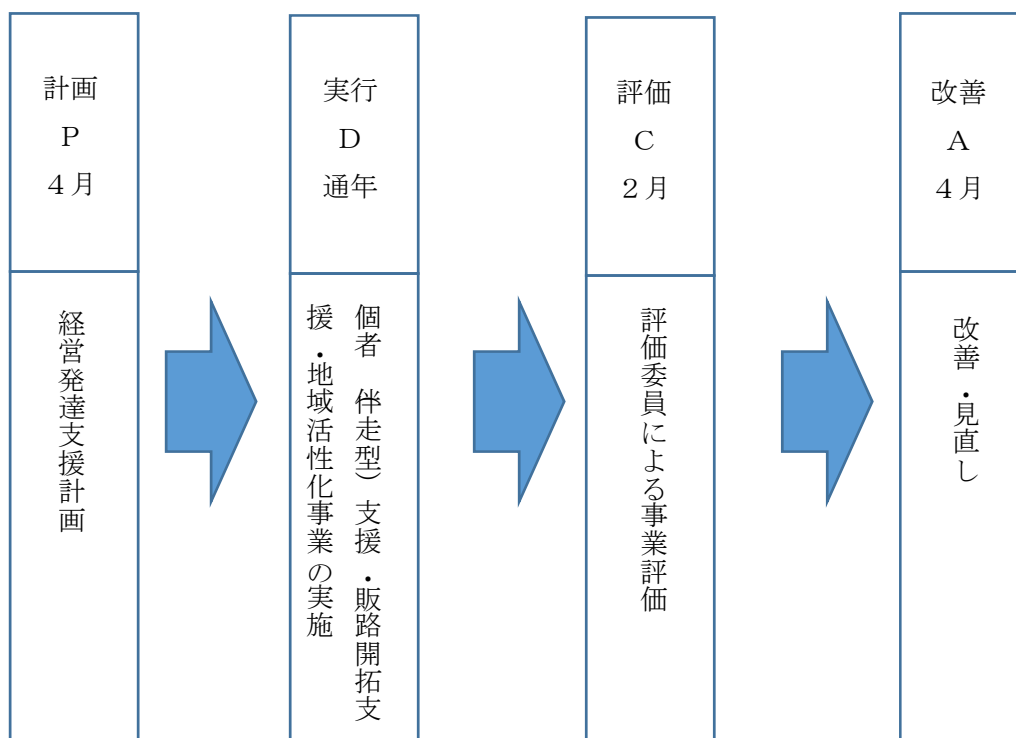 計画
P
4月
経営発達支援計画
実行
D
通年
個者(伴走型)支援・販路開拓支
援・地域活性化事業の実施
評価
C
2月
評価委員による事業評価
改善
A
4月
改善・見直し